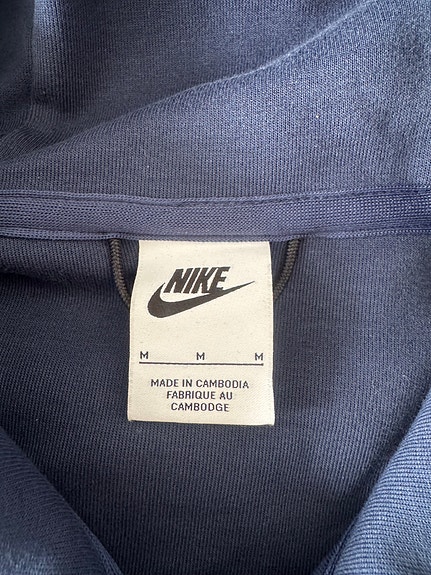 NIKE
M M M
MADE IN CAMBODIA
FABRIQUE AU
CAMBODGE